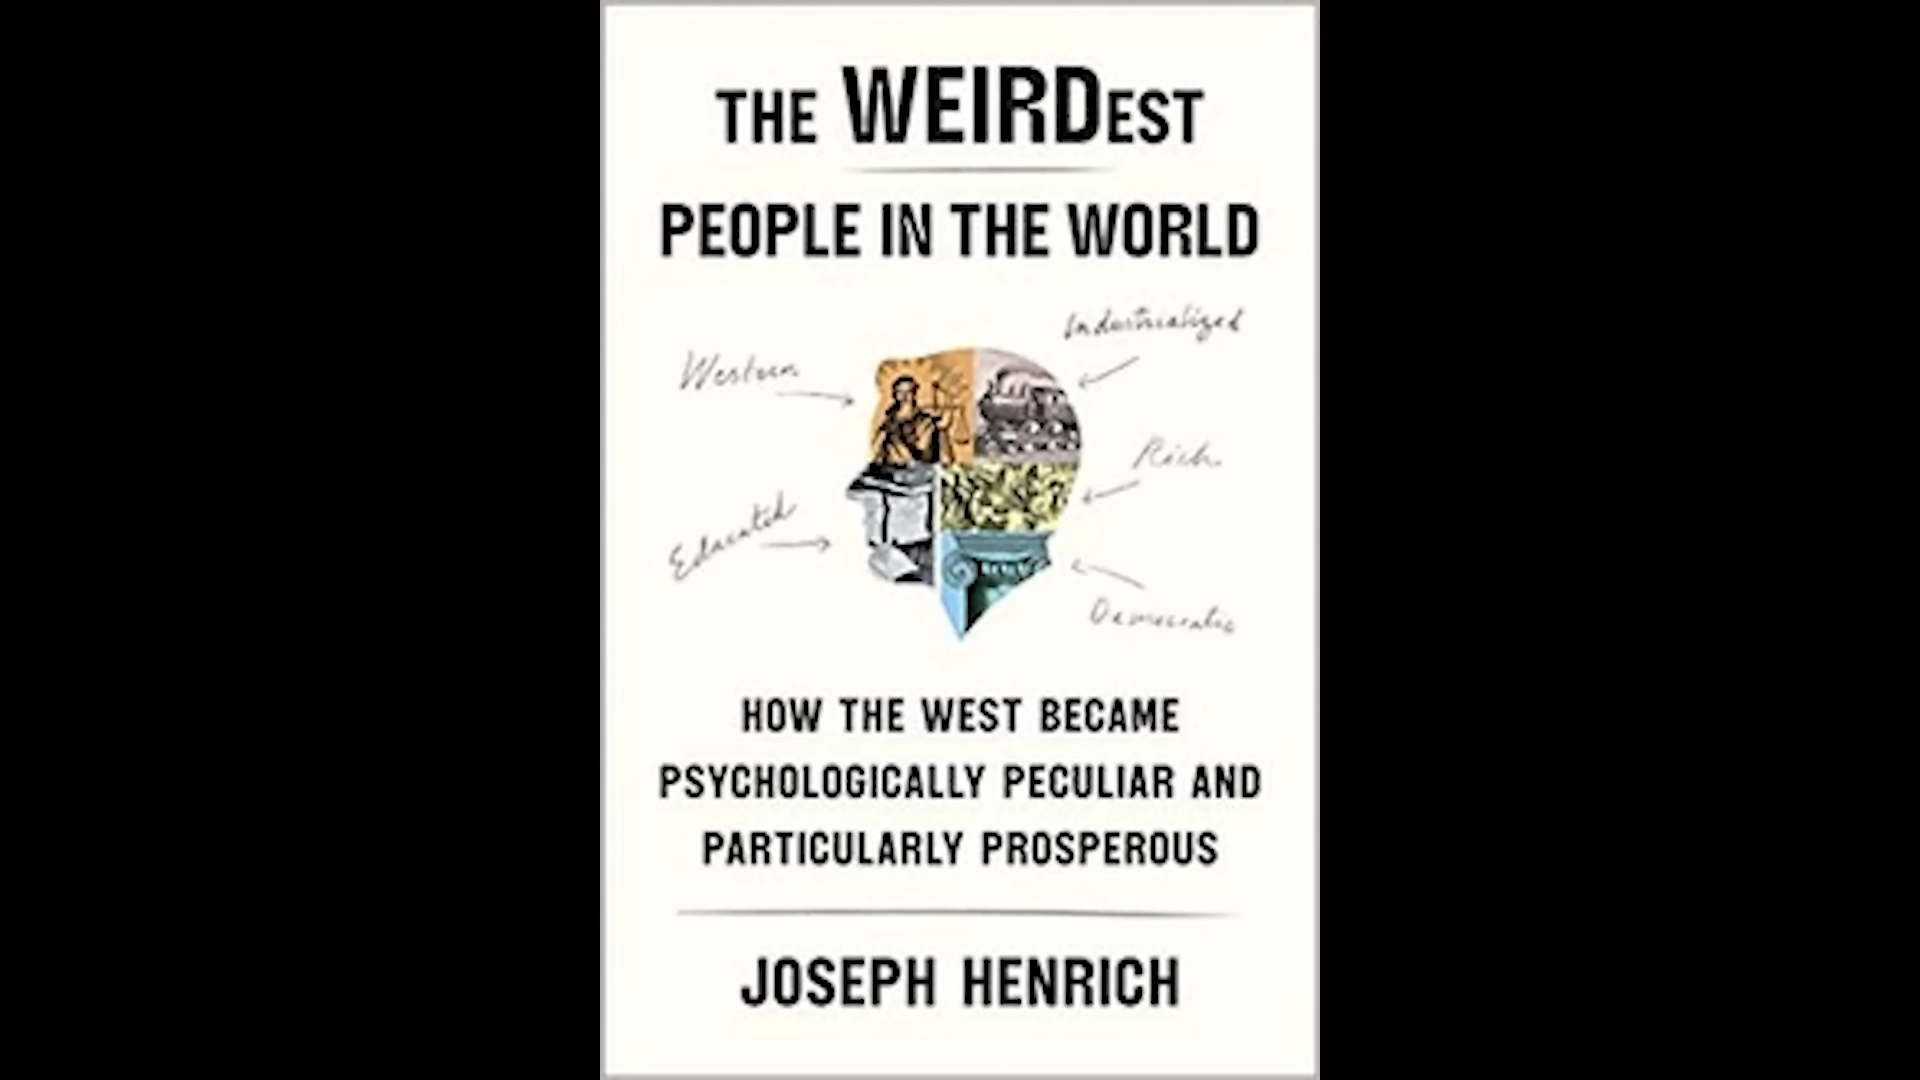 THE WEIRDEST
PEOPLE IN THE WORLD
Industrialized
Western
Rich
Educated
Democratic
HOW THE WEST BECAME
PSYCHOLOGICALLY PECULIAR AND
PARTICULARLY PROSPEROUS
JOSEPH HENRICH